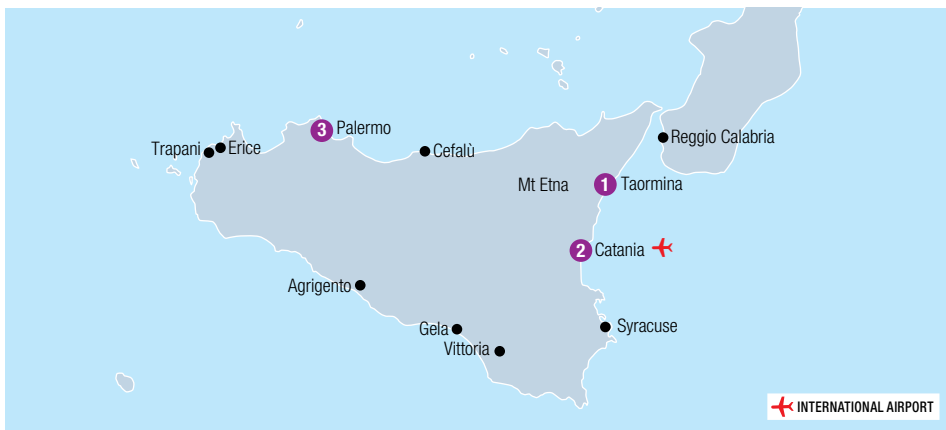 3 Palermo
Trapani
Erice
Cefalù
Reggio Calabria
Mt Etna
1 Taormina
2 Catania
Agrigento
Gela
Syracuse
Vittoria
INTERNATIONAL AIRPORT